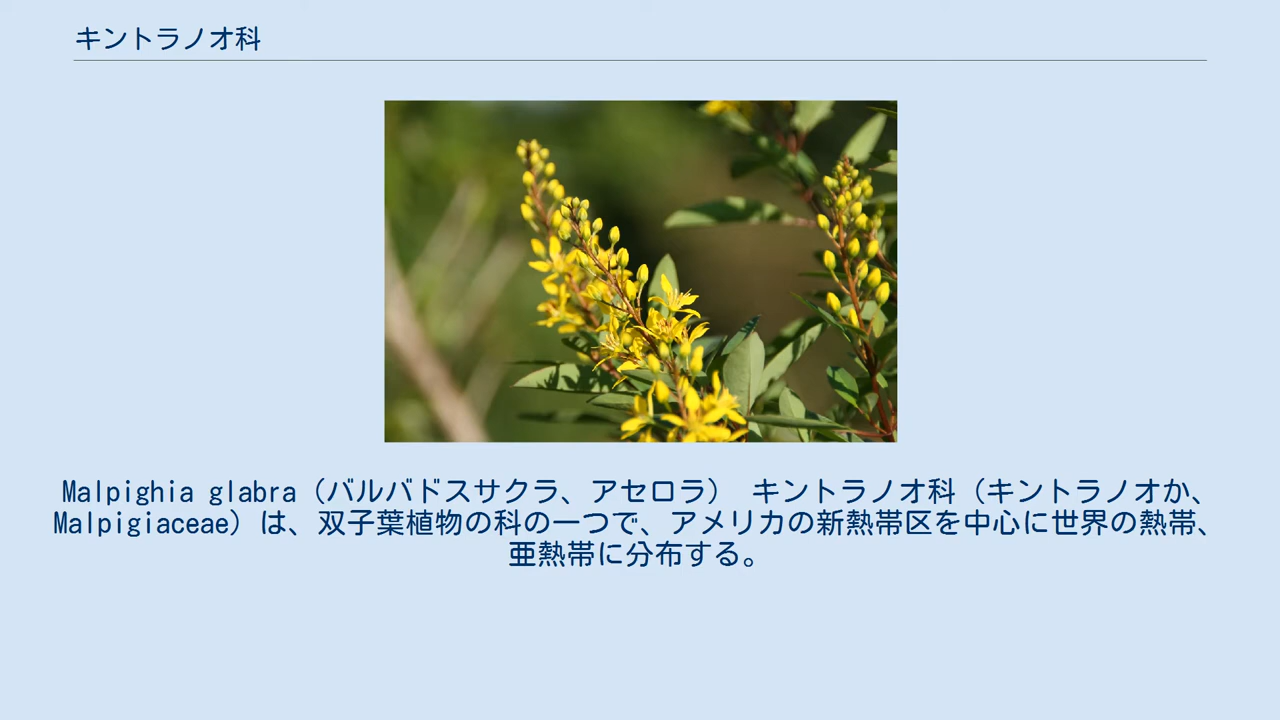 キントラノオ科
Malpighia glabra（バルバドスサクラ、アセロラ） キントラノオ科（キントラノオか、
Malpigiaceae）は、双子葉植物の科の一つで、アメリカの新熱帯区を中心に世界の熱帯、
亜熱帯に分布する。